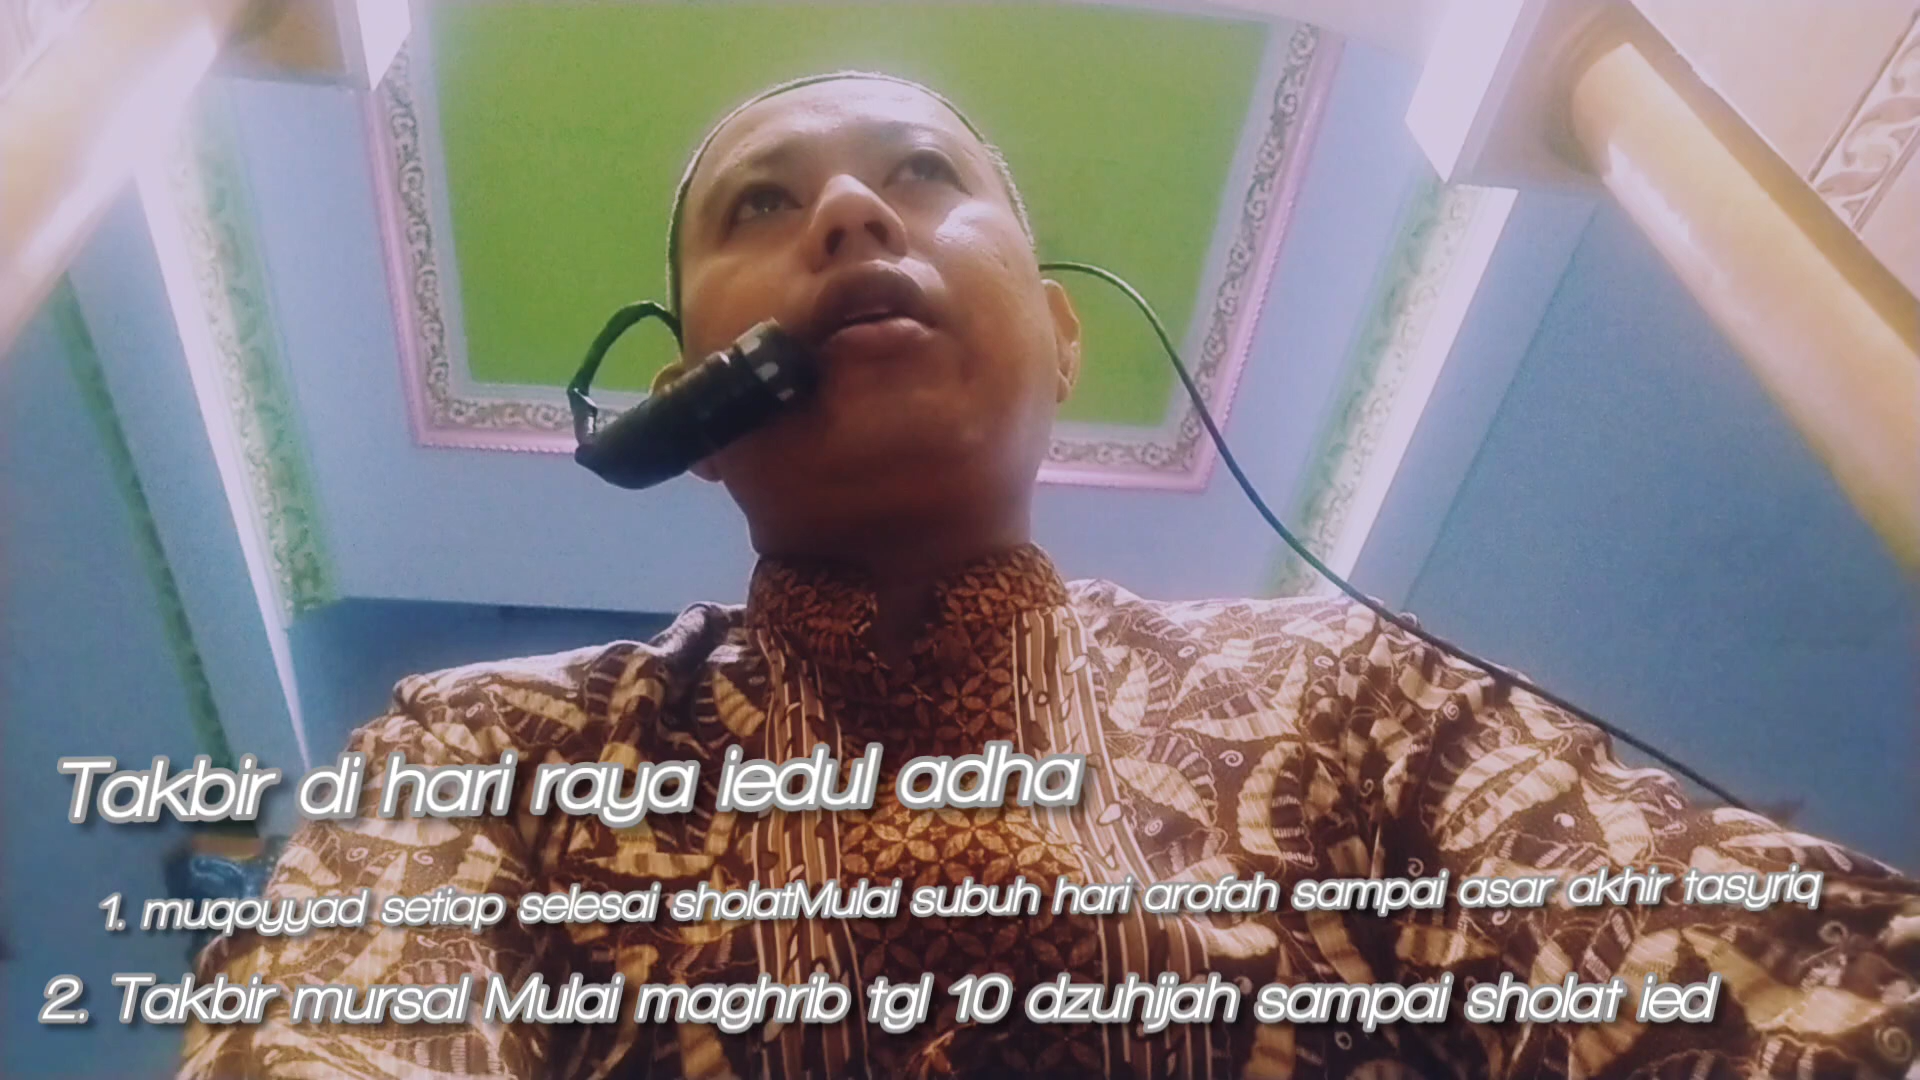 Takbir di hari raya iedul adha
1. muqoyyad setiap selesai sholatMulai subuh hari arofah sampai asar akhir tasyriq
2. Takbir mursal Mulai maghrib tgl 10 dzuhijjah sampai sholat ied